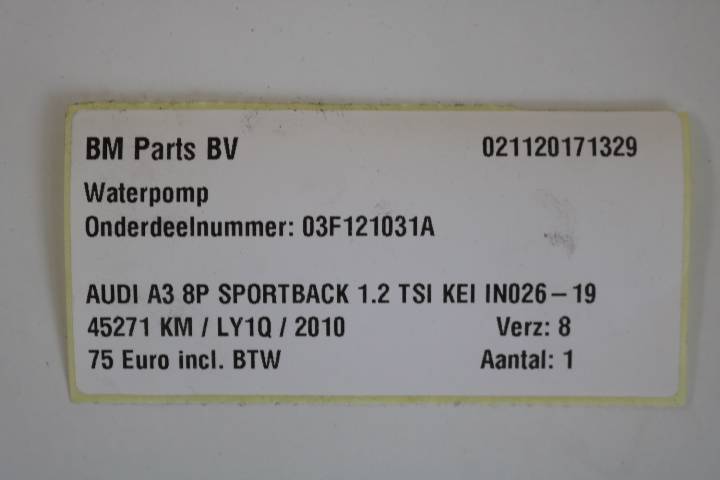 BM Parts BV 021120171329
Waterpomp
Onderdeelnummer: 03F121031A
AUDI A3 8P SPORTBACK 1.2 TSI KEI IN026-19
45271 KM / LY1Q / 2010 Verz: 8
75 Euro incl. BTW Aantal: 1